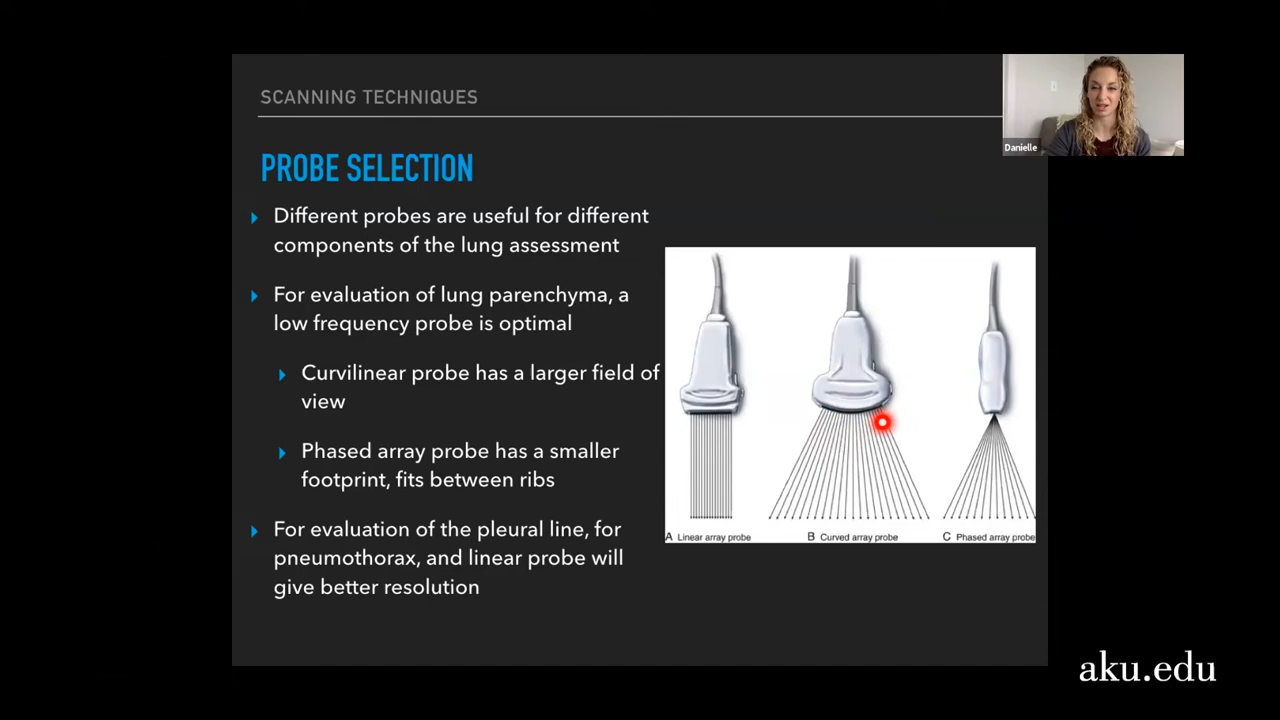 SCANNING TECHNIQUES
Danielle
PROBE SELECTION
Different probes are useful for different
components of the lung assessment
For evaluation of lung parenchyma, a
low frequency probe is optimal
Curvilinear probe has a larger field of
view
Phased array probe has a smaller
footprint, fits between ribs
For evaluation of the pleural line, for
pneumothorax, and linear probe will
give better resolution
A Linear array probe
B Curved array probe
C Phased array probe
aku.edu